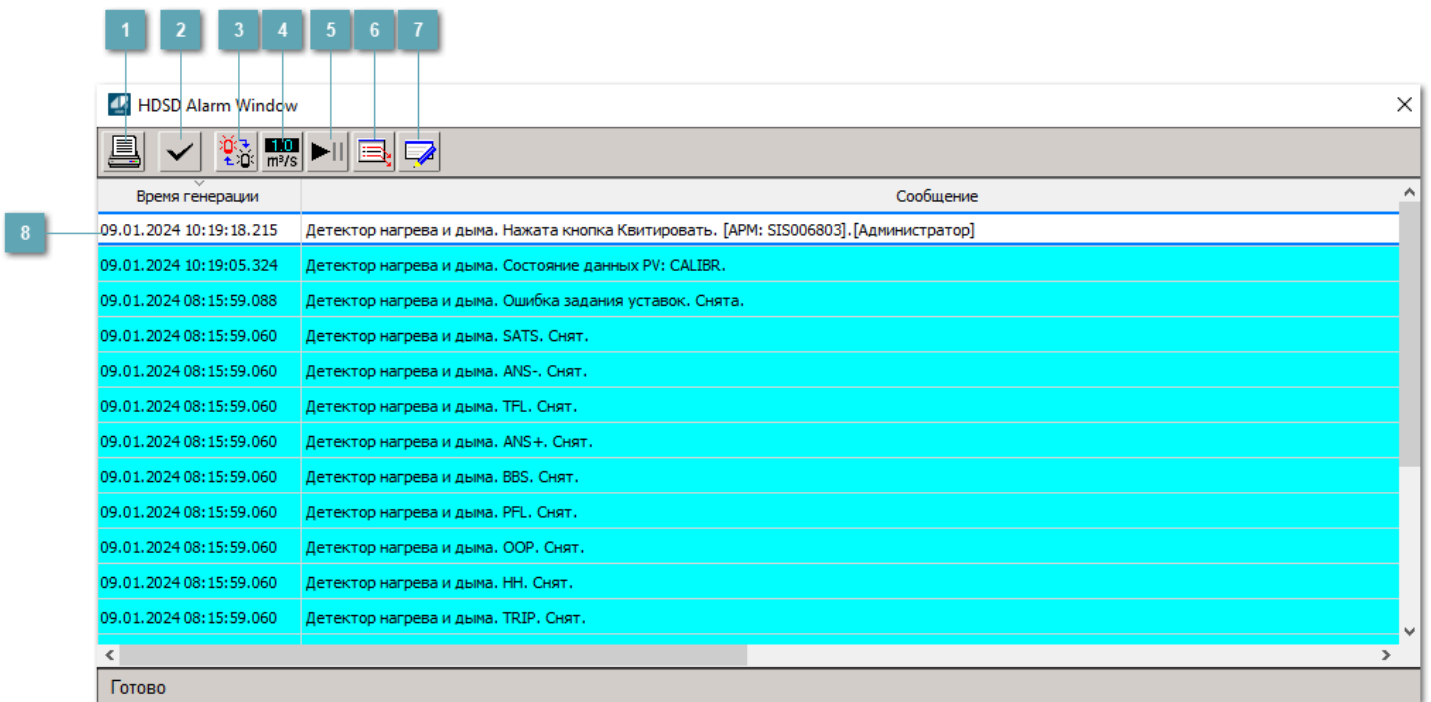 1 2 3 4 5 6 7
HDSD Alarm Window
1.0
m³/s
Время генерации Сообщение
8
09.01.2024 10:19:18.215 Детектор нагрева и дыма. Нажата кнопка Квитировать. [АРМ: SIS006803].[Администратор]
09.01.2024 10:19:05.324 Детектор нагрева и дыма. Состояние данных PV: CALIBR.
09.01.2024 08:15:59.088 Детектор нагрева и дыма. Ошибка задания уставок. Снята.
09.01.2024 08:15:59.060 Детектор нагрева и дыма. SATS. Снят.
09.01.2024 08:15:59.060 Детектор нагрева и дыма. ANS-. Снят.
09.01.2024 08:15:59.060 Детектор нагрева и дыма. TFL. Снят.
09.01.2024 08:15:59.060 Детектор нагрева и дыма. ANS+. Снят.
09.01.2024 08:15:59.060 Детектор нагрева и дыма. BBS. Снят.
09.01.2024 08:15:59.060 Детектор нагрева и дыма. PFL. Снят.
09.01.2024 08:15:59.060 Детектор нагрева и дыма. OOP. Снят.
09.01.2024 08:15:59.060 Детектор нагрева и дыма. HH. Снят.
09.01.2024 08:15:59.060 Детектор нагрева и дыма. TRIP. Снят.
Готово